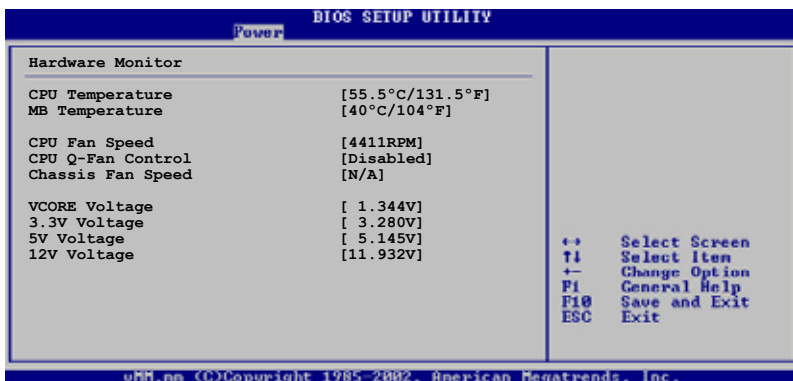 BIOS SETUP UTILITY
Power
Hardware Monitor
CPU Temperature [55.5°C/131.5°F]
MB Temperature [40°C/104°F]
CPU Fan Speed [4411RPM]
CPU Q-Fan Control [Disabled]
Chassis Fan Speed [N/A]
VCORE Voltage [ 1.344V]
3.3V Voltage [ 3.280V]
5V Voltage [ 5.145V]
12V Voltage [11.932V]
↔ Select Screen
↑↓ Select Item
+- Change Option
F1 General Help
F10 Save and Exit
ESC Exit
vMM.mm (C)Copyright 1985-2002, American Megatrends, Inc.